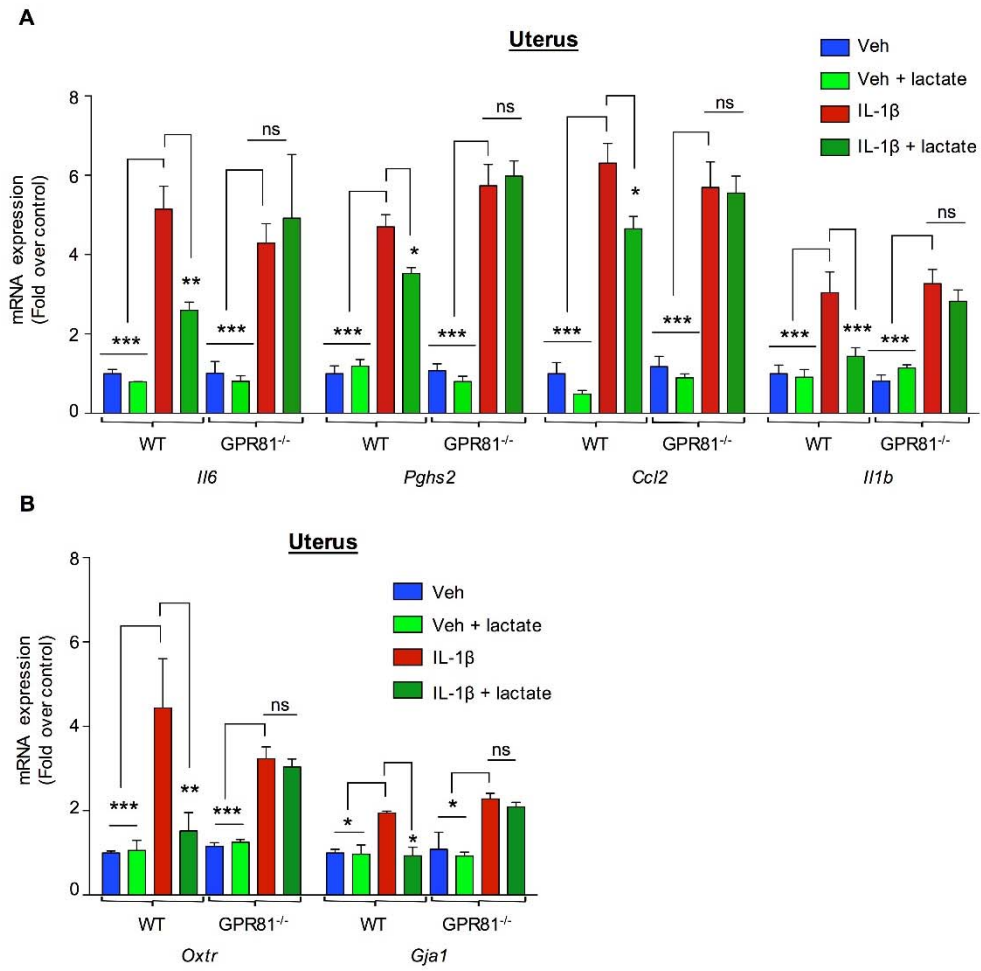 A
Uterus
Veh
Veh + lactate
IL-1β
IL-1β + lactate
mRNA expression
(Fold over control)
8
6
4
2
0
***
**
***
ns
***
*
***
ns
***
*
***
ns
***
***
***
ns
WT
GPR81-/-
WT
GPR81-/-
WT
GPR81-/-
WT
GPR81-/-
Il6
Pghs2
Ccl2
Il1b
B
Uterus
Veh
Veh + lactate
IL-1β
IL-1β + lactate
mRNA expression
(Fold over control)
8
6
4
2
0
***
**
***
ns
*
*
*
ns
WT
GPR81-/-
WT
GPR81-/-
Oxtr
Gja1